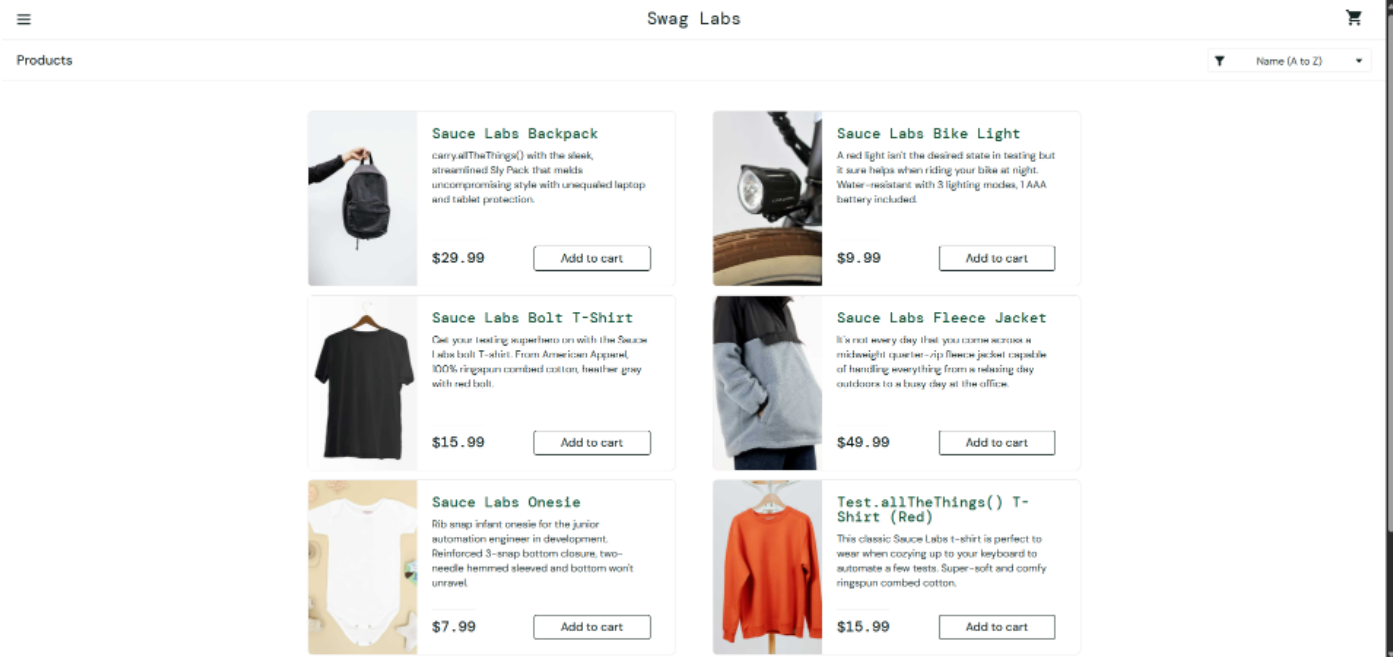 Swag Labs
Products
Name (A to Z)
Sauce Labs Backpack
carry.allTheThings() with the sleek,
streamlined Sly Pack that melds
uncompromising style with unequaled laptop
and tablet protection.
$29.99
Add to cart
Sauce Labs Bike Light
A red light isn't the desired state in testing but
it sure helps when riding your bike at night.
Water-resistant with 3 lighting modes, 1 AAA
battery included.
$9.99
Add to cart
Sauce Labs Bolt T-Shirt
Get your testing superhero on with the Sauce
Labs bolt T-shirt. From American Apparel,
100% ringspun combed cotton, heather gray
with red bolt.
$15.99
Add to cart
Sauce Labs Fleece Jacket
It's not every day that you come across a
midweight quarter-zip fleece jacket capable
of handling everything from a relaxing day
outdoors to a busy day at the office.
$49.99
Add to cart
Sauce Labs Onesie
Rib snap infant onesie for the junior
automation engineer in development.
Reinforced 3-snap bottom closure, two-
needle hemmed sleeved and bottom won't
unravel.
$7.99
Add to cart
Test.allTheThings() T-
Shirt (Red)
This classic Sauce Labs t-shirt is perfect to
wear when cozying up to your keyboard to
automate a few tests. Super-soft and comfy
ringspun combed cotton.
$15.99
Add to cart